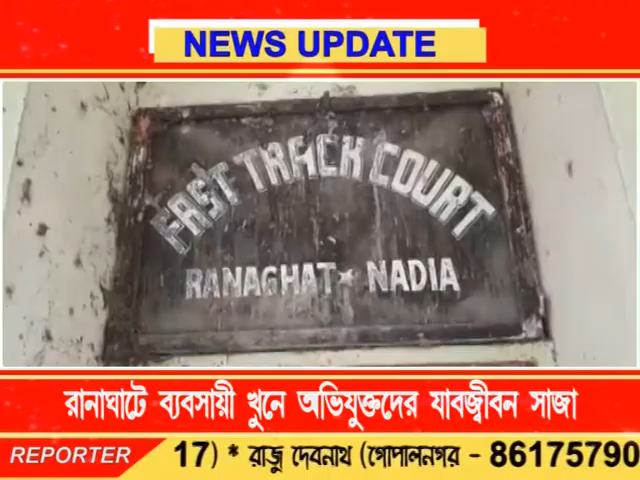 NEWS UPDATE
FAST TRACK COURT
RANAGHAT★ NADIA
রানাঘাটে ব্যবসায়ী খুনে অভিযুক্তদের যাবজ্জীবন সাজা
REPORTER
17) * রাজু দেবনাথ (গোপালনগর - 86175790